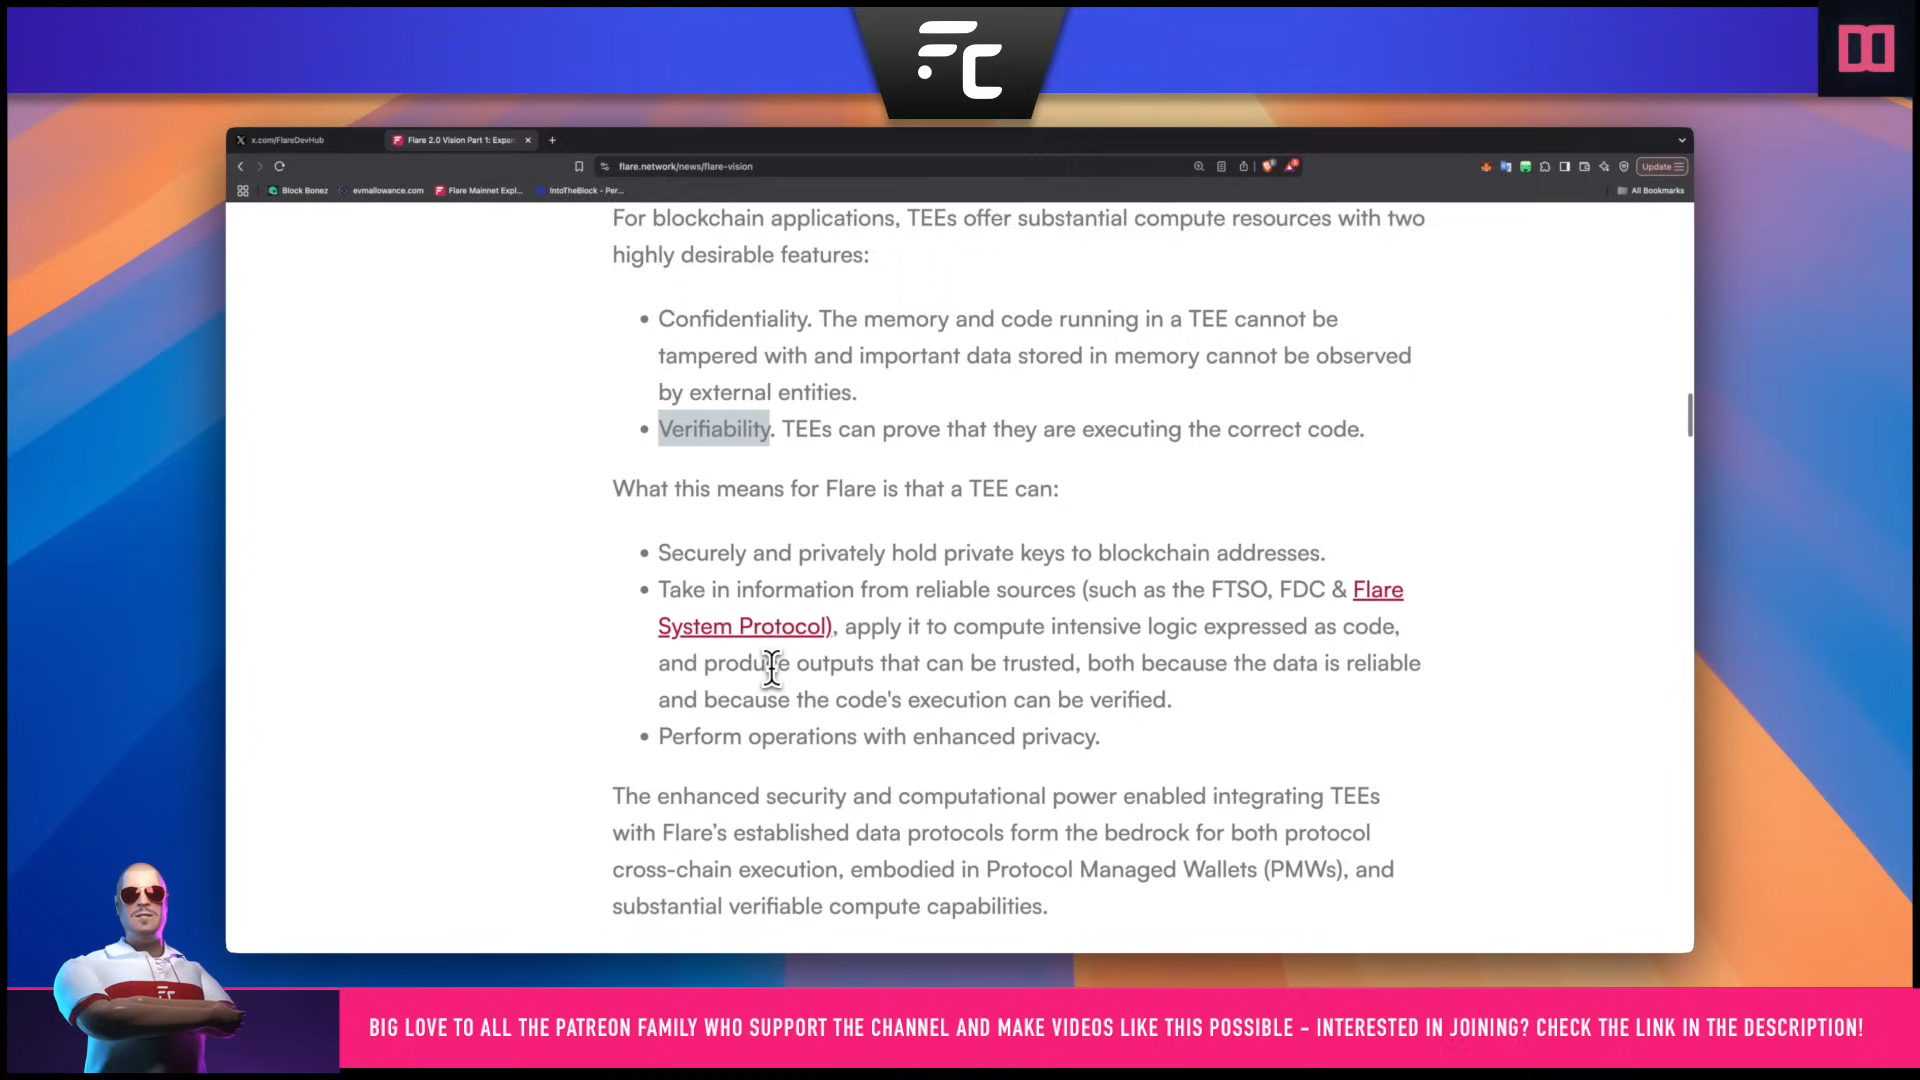 FC
x.com/FlareDevHub
Flare 2.0 Vision Part 1: Expan
flare.network/news/flare-vision
Update
Block Bonez
evmallowance.com
Flare Mainnet Expl...
IntoTheBlock - Per...
All Bookmarks
For blockchain applications, TEEs offer substantial compute resources with two
highly desirable features:
• Confidentiality. The memory and code running in a TEE cannot be
tampered with and important data stored in memory cannot be observed
by external entities.
• Verifiability. TEEs can prove that they are executing the correct code.
What this means for Flare is that a TEE can:
• Securely and privately hold private keys to blockchain addresses.
• Take in information from reliable sources (such as the FTSO, FDC & Flare
System Protocol), apply it to compute intensive logic expressed as code,
and produce outputs that can be trusted, both because the data is reliable
and because the code's execution can be verified.
• Perform operations with enhanced privacy.
The enhanced security and computational power enabled integrating TEEs
with Flare’s established data protocols form the bedrock for both protocol
cross-chain execution, embodied in Protocol Managed Wallets (PMWs), and
substantial verifiable compute capabilities.
FC
BIG LOVE TO ALL THE PATREON FAMILY WHO SUPPORT THE CHANNEL AND MAKE VIDEOS LIKE THIS POSSIBLE - INTERESTED IN JOINING? CHECK THE LINK IN THE DESCRIPTION!